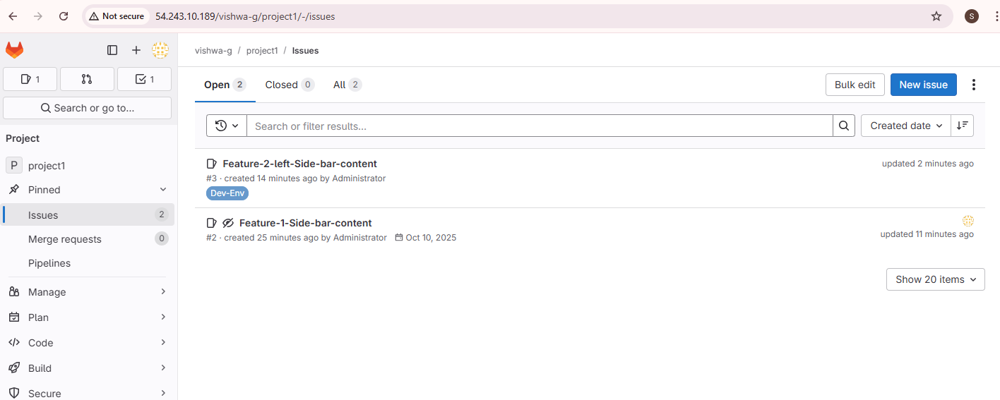 Not secure 54.243.10.189/vishwa-g/project1/-/issues S
vishwa-g / project1 / Issues
1 1
Search or go to...
Project
P project1
Pinned
Issues 2
Merge requests 0
Pipelines
Manage
Plan
Code
Build
Secure
Open 2 Closed 0 All 2 Bulk edit New issue
Search or filter results... Created date
Feature-2-left-Side-bar-content updated 2 minutes ago
#3 · created 14 minutes ago by Administrator
Dev-Env
Feature-1-Side-bar-content
#2 · created 25 minutes ago by Administrator Oct 10, 2025 updated 11 minutes ago
Show 20 items